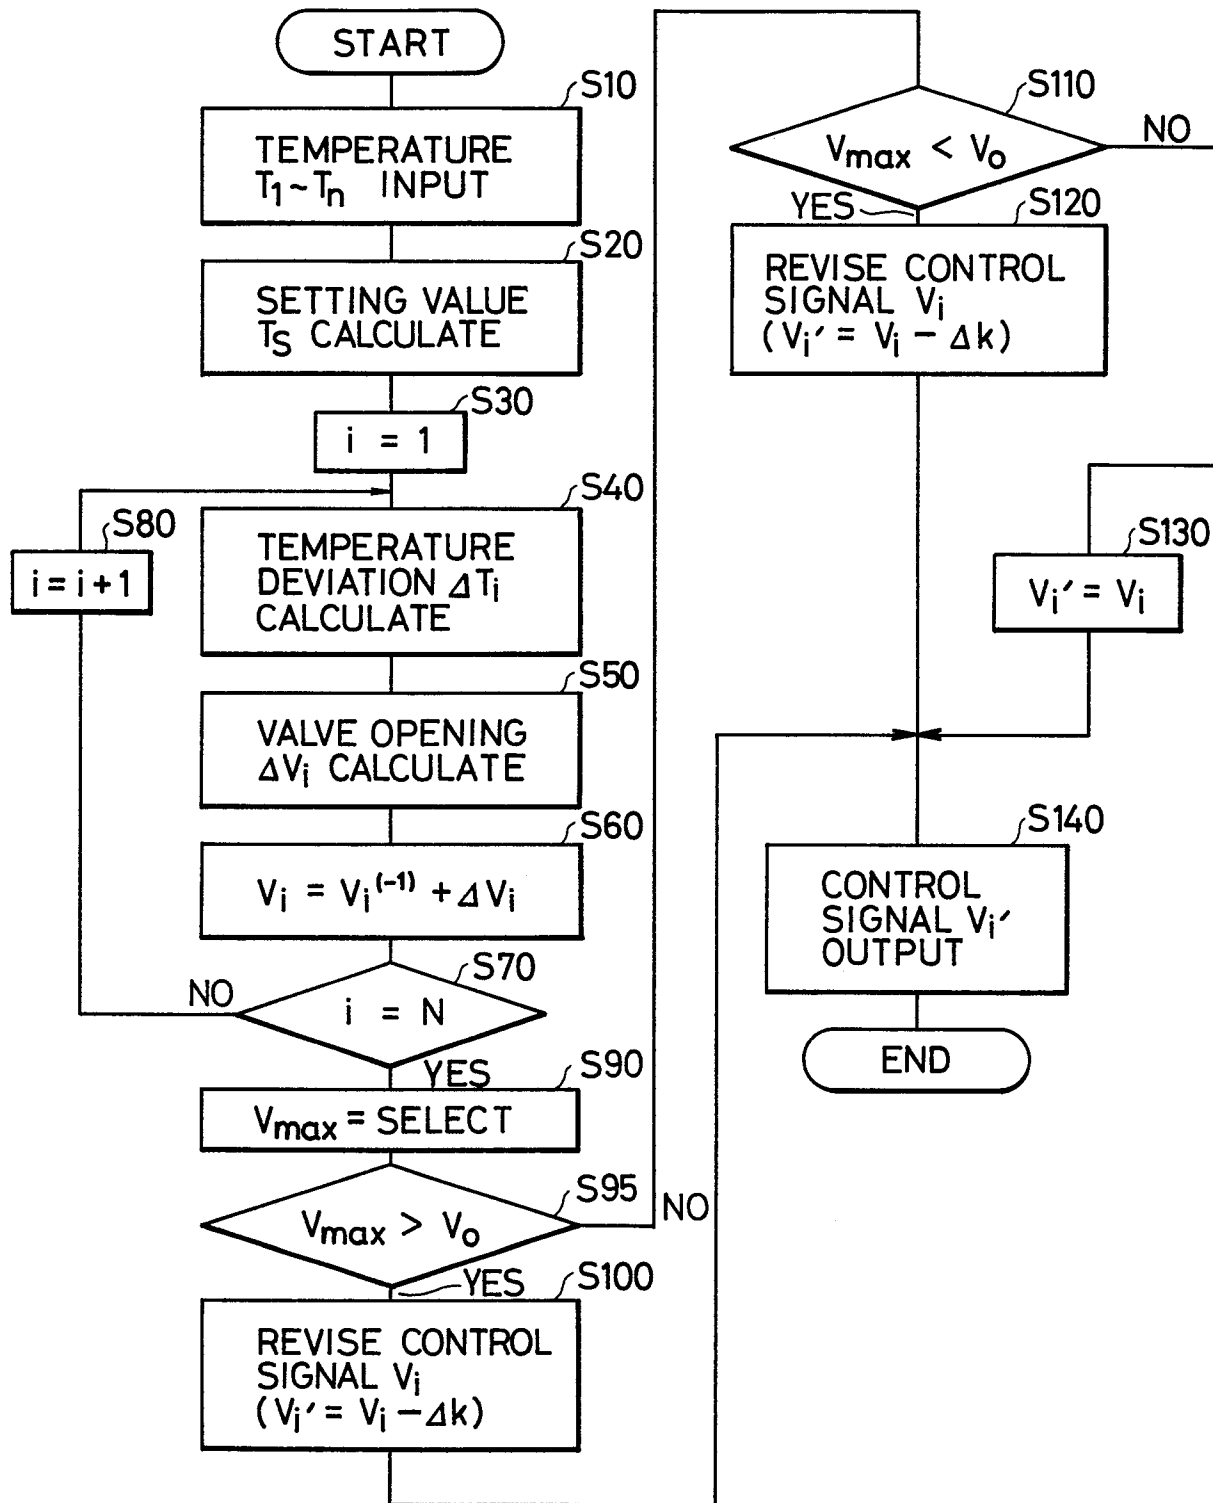 START
S10
TEMPERATURE
T1~Tn INPUT
S20
SETTING VALUE
TS CALCULATE
S30
i = 1
S40
TEMPERATURE
DEVIATION ΔTi
CALCULATE
S80
i=i+1
S50
VALVE OPENING
ΔVi CALCULATE
S60
Vi = Vi(-1) + ΔVi
S70
i = N
NO
YES
S90
Vmax = SELECT
S95
Vmax > Vo
NO
YES
S100
REVISE CONTROL
SIGNAL Vi
(Vi' = Vi - Δk)
S110
Vmax < Vo
NO
YES
S120
REVISE CONTROL
SIGNAL Vi
(Vi' = Vi - Δk)
S130
Vi' = Vi
S140
CONTROL
SIGNAL Vi'
OUTPUT
END